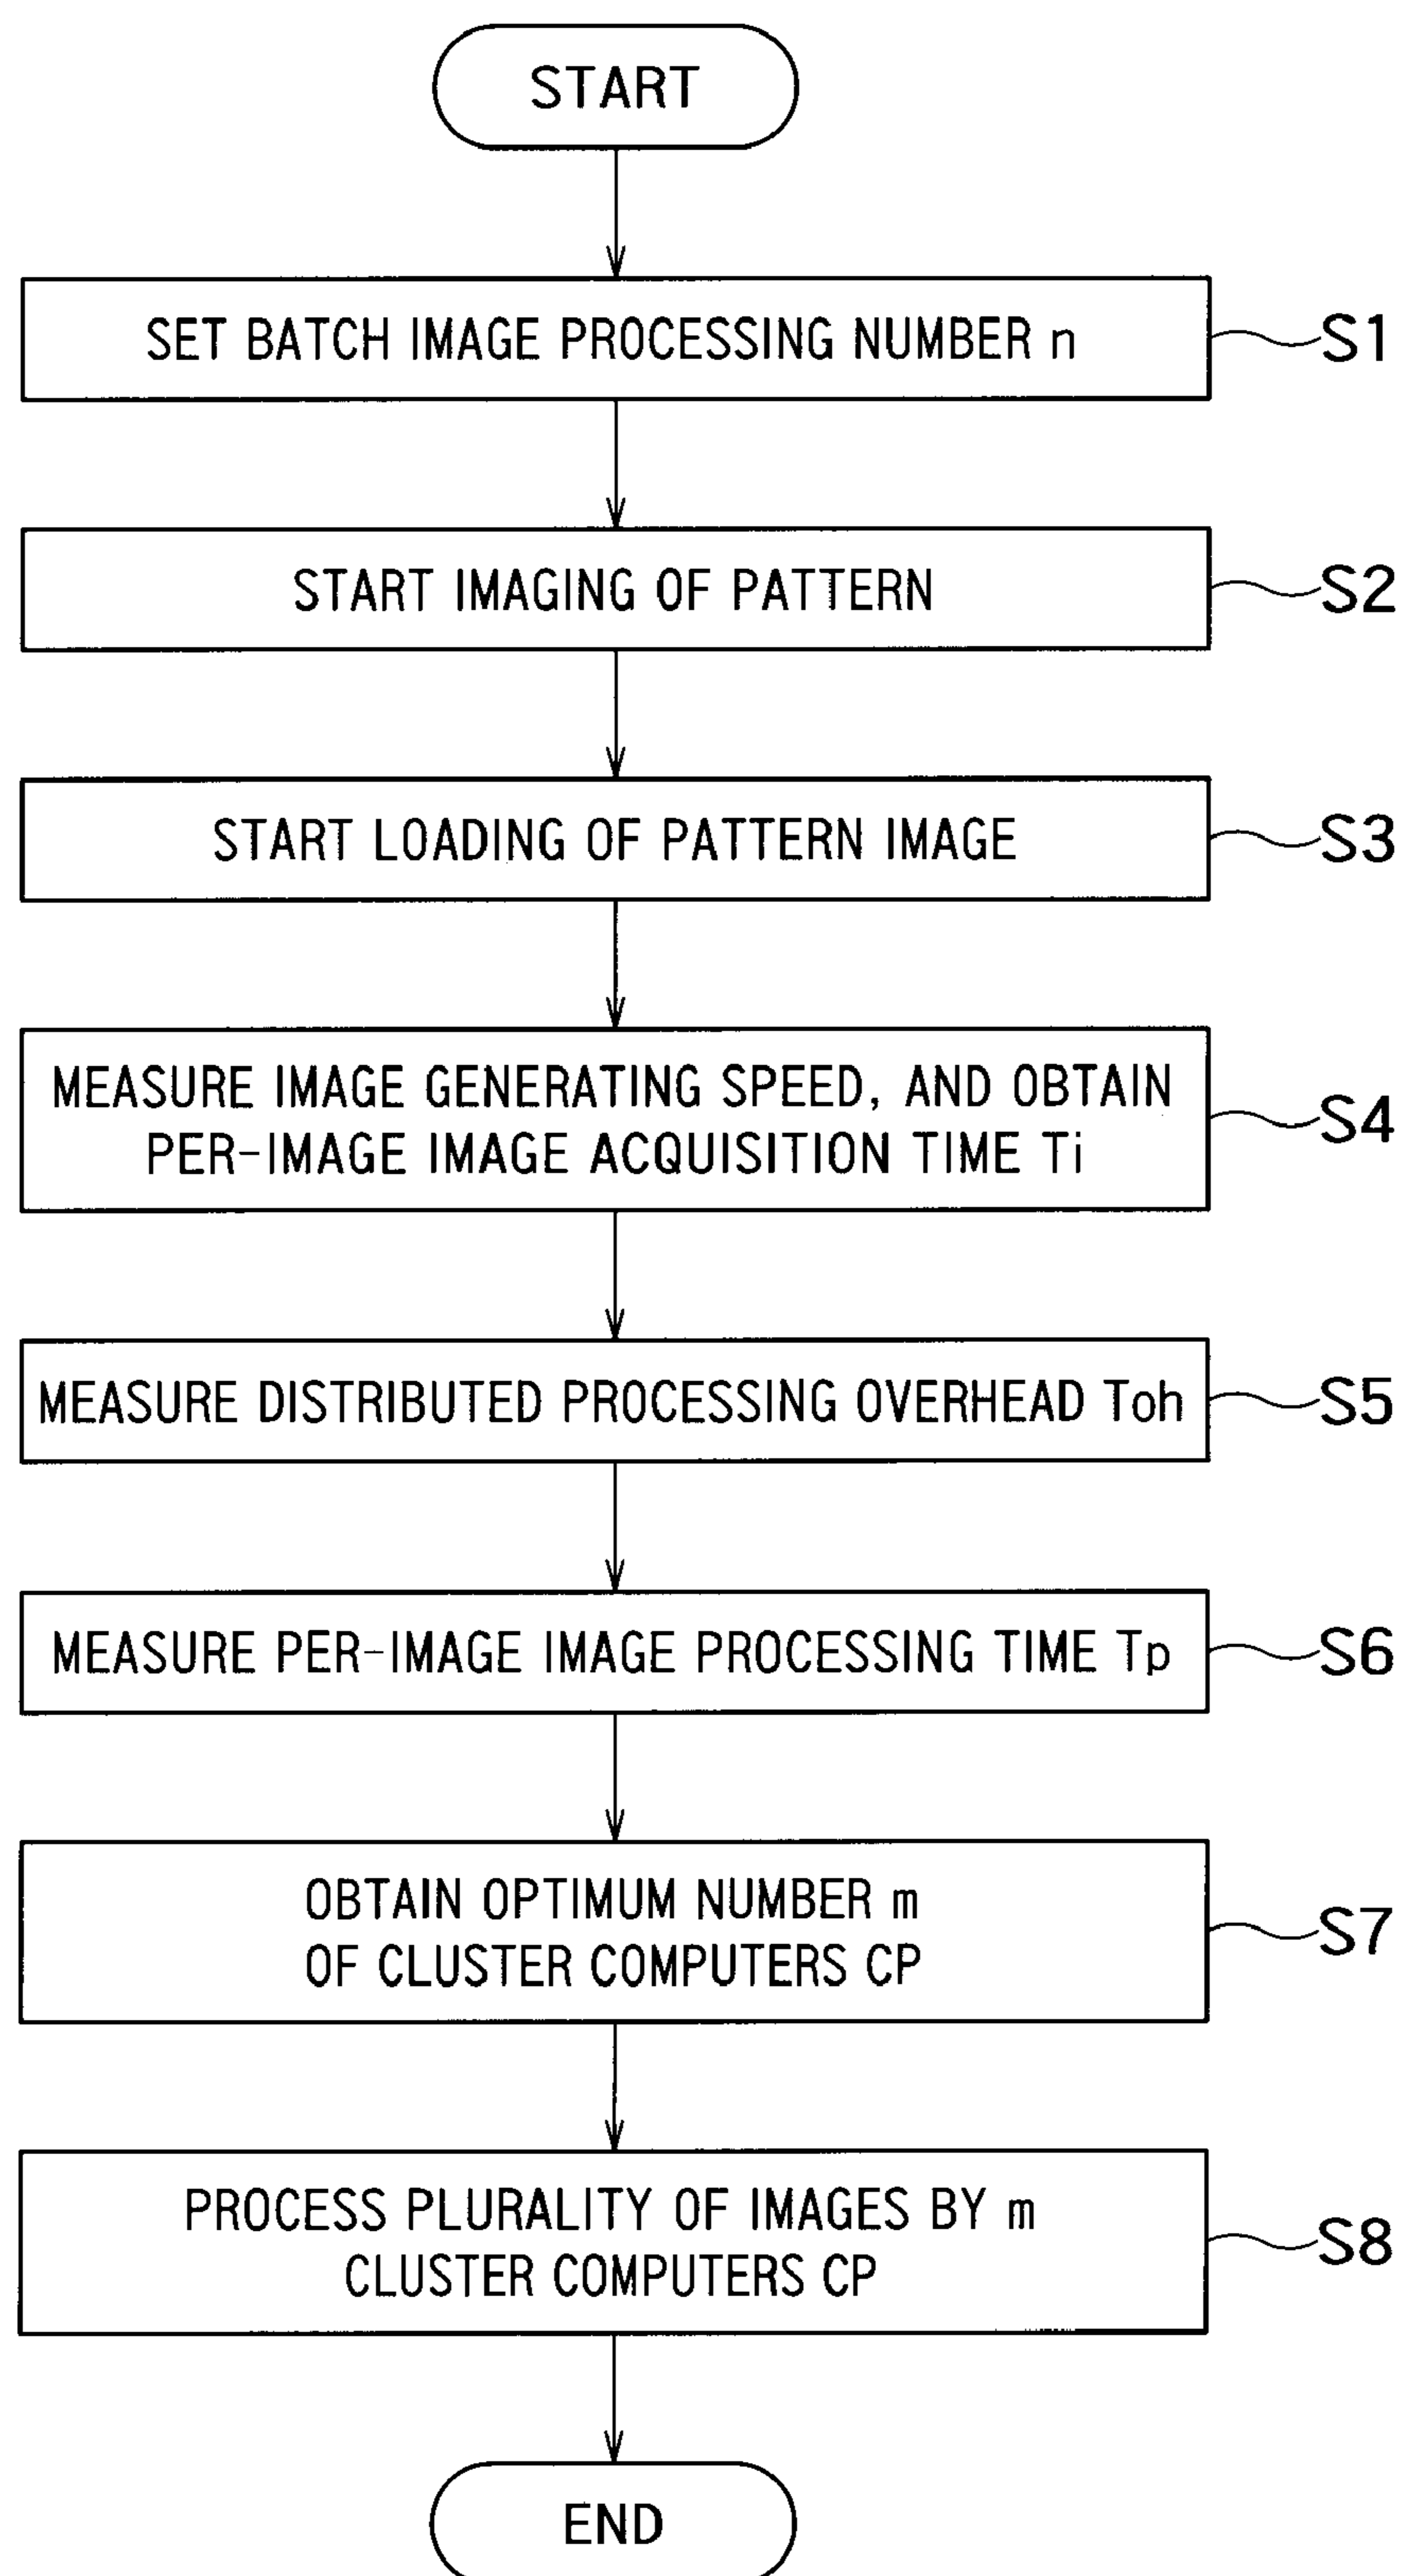 START
SET BATCH IMAGE PROCESSING NUMBER n
S1
START IMAGING OF PATTERN
S2
START LOADING OF PATTERN IMAGE
S3
MEASURE IMAGE GENERATING SPEED, AND OBTAIN
PER-IMAGE IMAGE ACQUISITION TIME Ti
S4
MEASURE DISTRIBUTED PROCESSING OVERHEAD Toh
S5
MEASURE PER-IMAGE IMAGE PROCESSING TIME Tp
S6
OBTAIN OPTIMUM NUMBER m
OF CLUSTER COMPUTERS CP
S7
PROCESS PLURALITY OF IMAGES BY m
CLUSTER COMPUTERS CP
S8
END